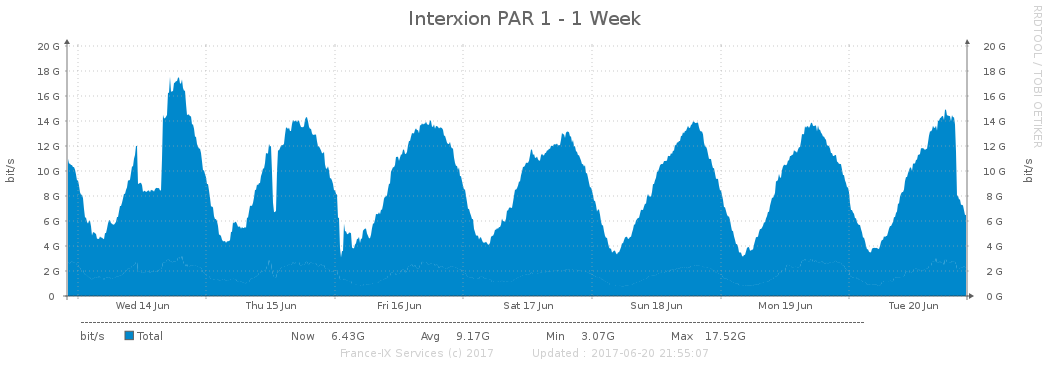 Interxion PAR 1 - 1 Week
RRDTOOL / TOBI OETIKER
20 G 20 G
18 G 18 G
16 G 16 G
14 G 14 G
12 G 12 G
10 G 10 G
8 G 8 G
6 G 6 G
4 G 4 G
2 G 2 G
0 0 G
bit/s
bit/s
Wed 14 Jun Thu 15 Jun Fri 16 Jun Sat 17 Jun Sun 18 Jun Mon 19 Jun Tue 20 Jun
bit/s Total Now 6.43G Avg 9.17G Min 3.07G Max 17.52G
France-IX Services (c) 2017 Updated : 2017-06-20 21:55:07